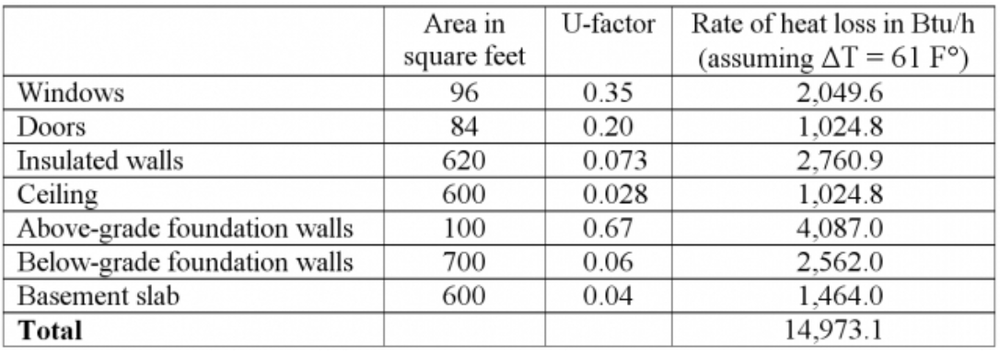 Area in square feet U-factor Rate of heat loss in Btu/h (assuming ΔT = 61 F°)
Windows 96 0.35 2,049.6
Doors 84 0.20 1,024.8
Insulated walls 620 0.073 2,760.9
Ceiling 600 0.028 1,024.8
Above-grade foundation walls 100 0.67 4,087.0
Below-grade foundation walls 700 0.06 2,562.0
Basement slab 600 0.04 1,464.0
Total 14,973.1